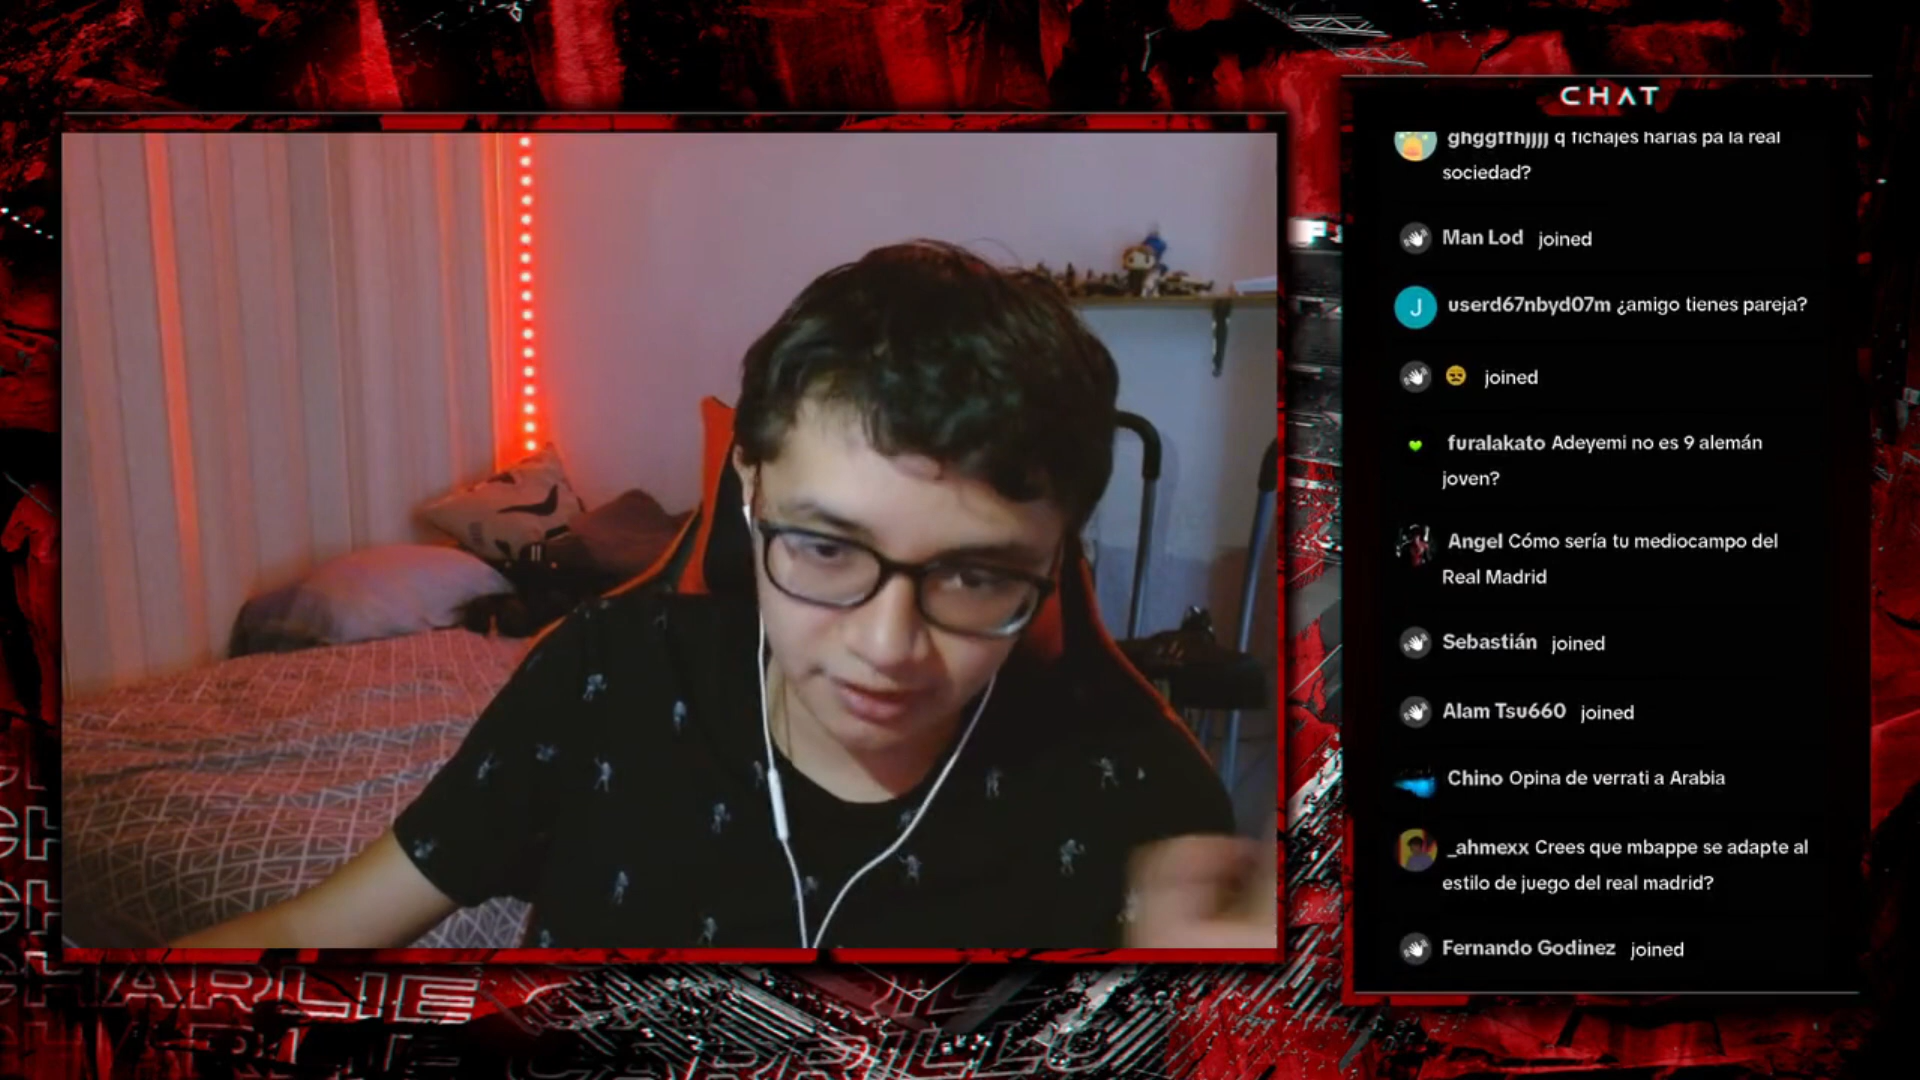 CHAT
ghggffhjjjj q fichajes harias pa la real
sociedad?
Man Lod joined
J
userd67nbyd07m ¿amigo tienes pareja?
😞 joined
furalakato Adeyemi no es 9 alemán
joven?
Angel Cómo sería tu mediocampo del
Real Madrid
Sebastián joined
Alam Tsu660 joined
Chino Opina de verrati a Arabia
_ahmexx Crees que mbappe se adapte al
estilo de juego del real madrid?
Fernando Godinez joined
CHARLIE
CARRILLO